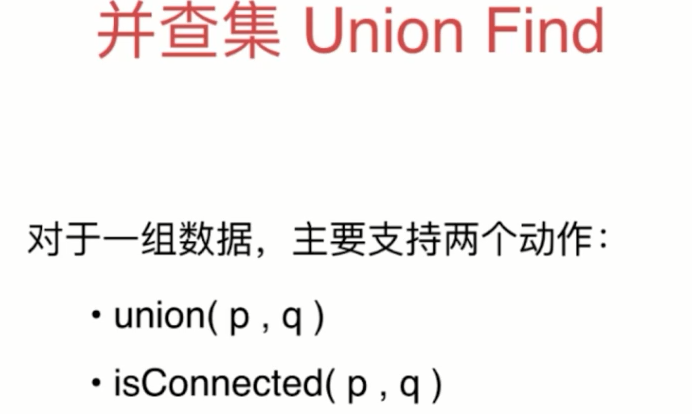 并查集 Union Find
对于一组数据，主要支持两个动作：
• union( p , q )
• isConnected( p , q )